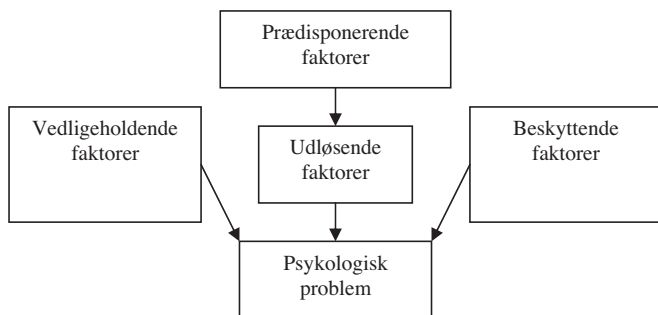 Prædisponerende
faktorer
Vedligeholdende
faktorer
Udløsende
faktorer
Beskyttende
faktorer
Psykologisk
problem